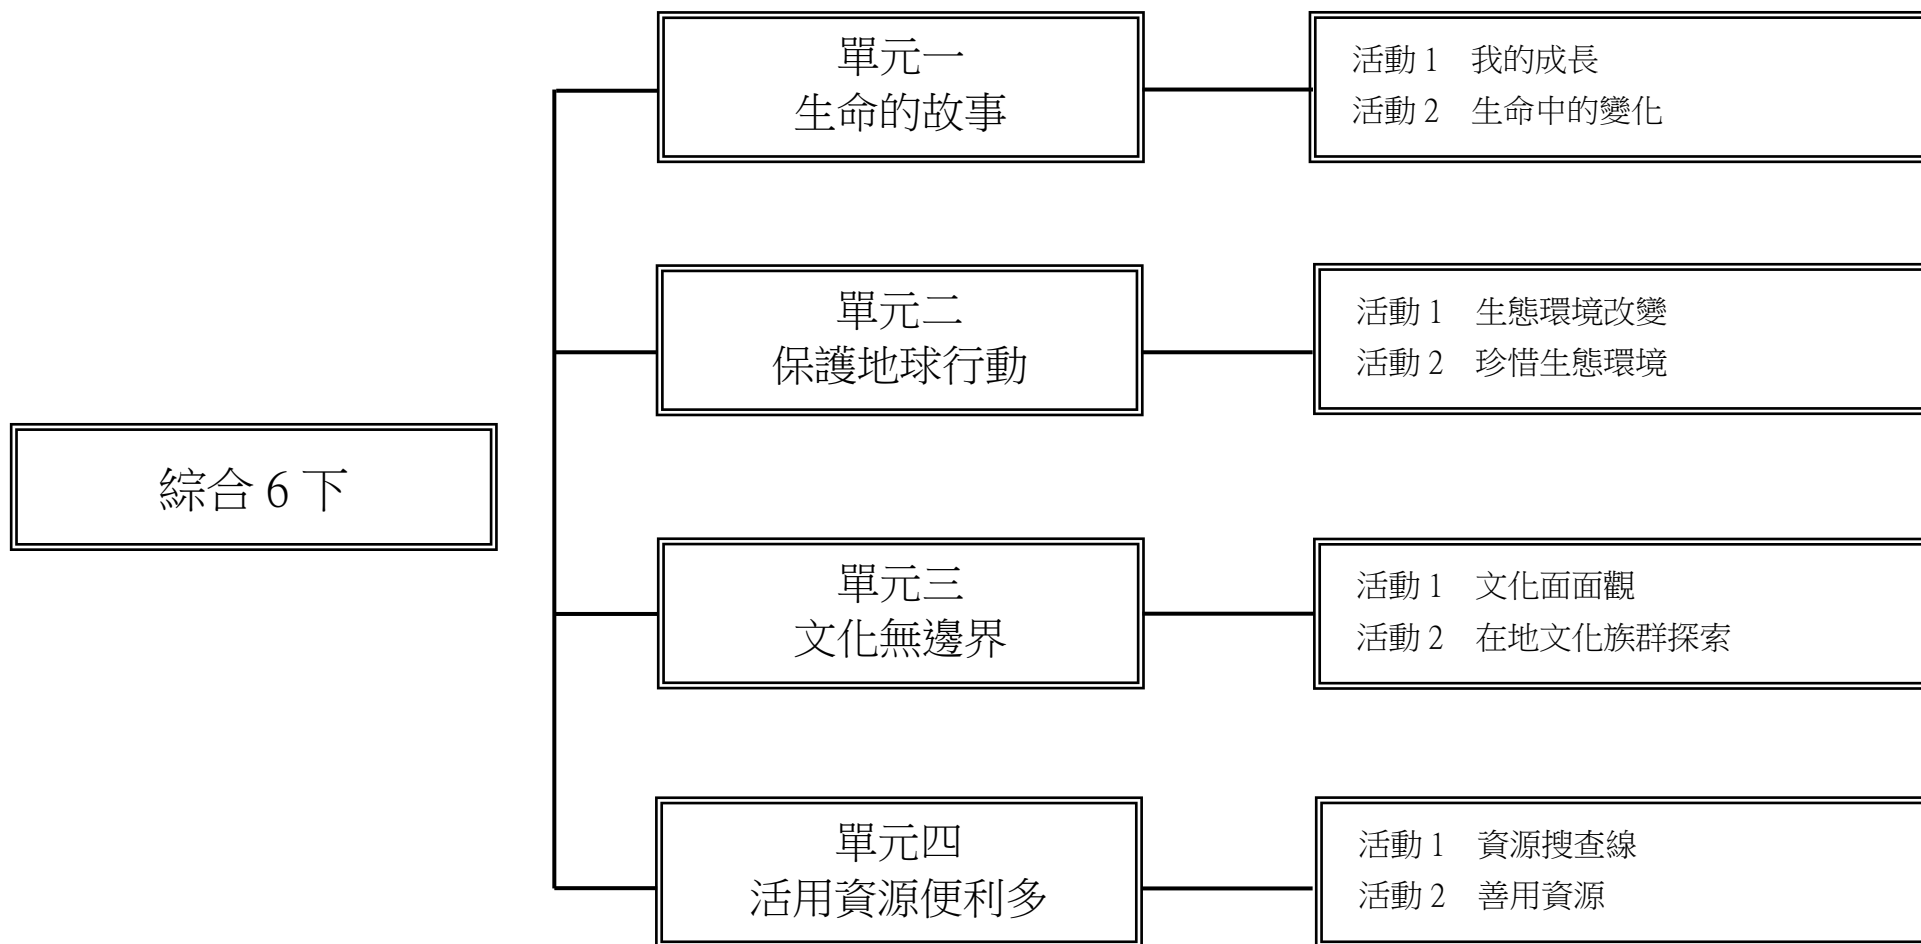 綜合 6 下
單元一
生命的故事
活動 1　我的成長
活動 2　生命中的變化
單元二
保護地球行動
活動 1　生態環境改變
活動 2　珍惜生態環境
單元三
文化無邊界
活動 1　文化面面觀
活動 2　在地文化族群探索
單元四
活用資源便利多
活動 1　資源搜查線
活動 2　善用資源